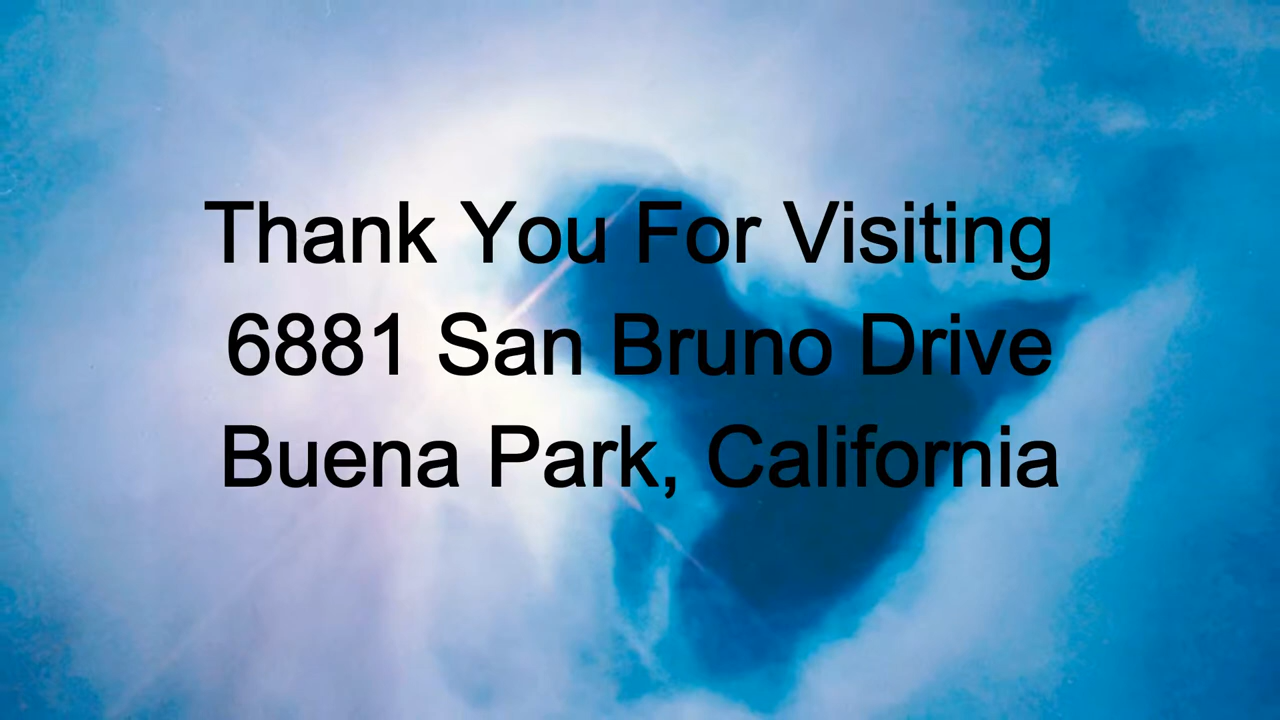 Thank You For Visiting
6881 San Bruno Drive
Buena Park, California